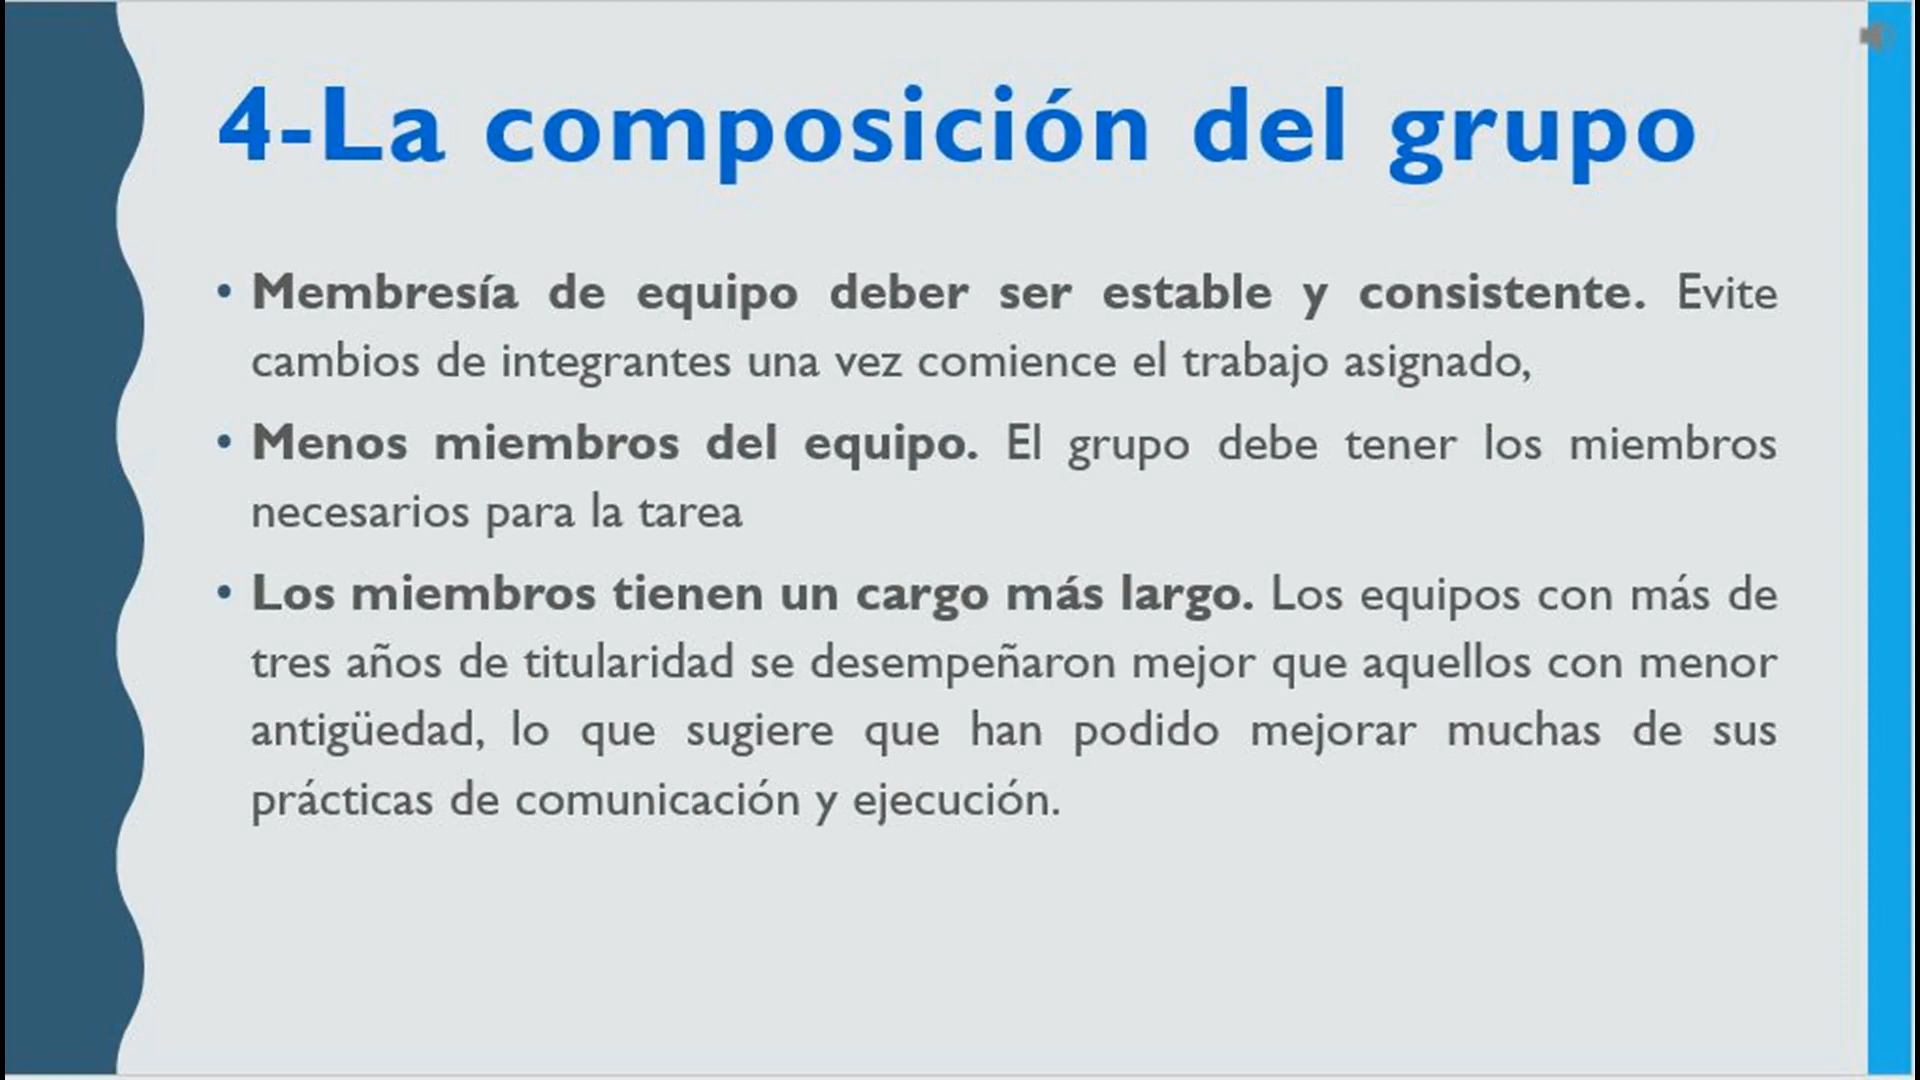 4-La composición del grupo
• Membresía de equipo deber ser estable y consistente. Evite
cambios de integrantes una vez comience el trabajo asignado,
• Menos miembros del equipo. El grupo debe tener los miembros
necesarios para la tarea
• Los miembros tienen un cargo más largo. Los equipos con más de
tres años de titularidad se desempeñaron mejor que aquellos con menor
antigüedad, lo que sugiere que han podido mejorar muchas de sus
prácticas de comunicación y ejecución.